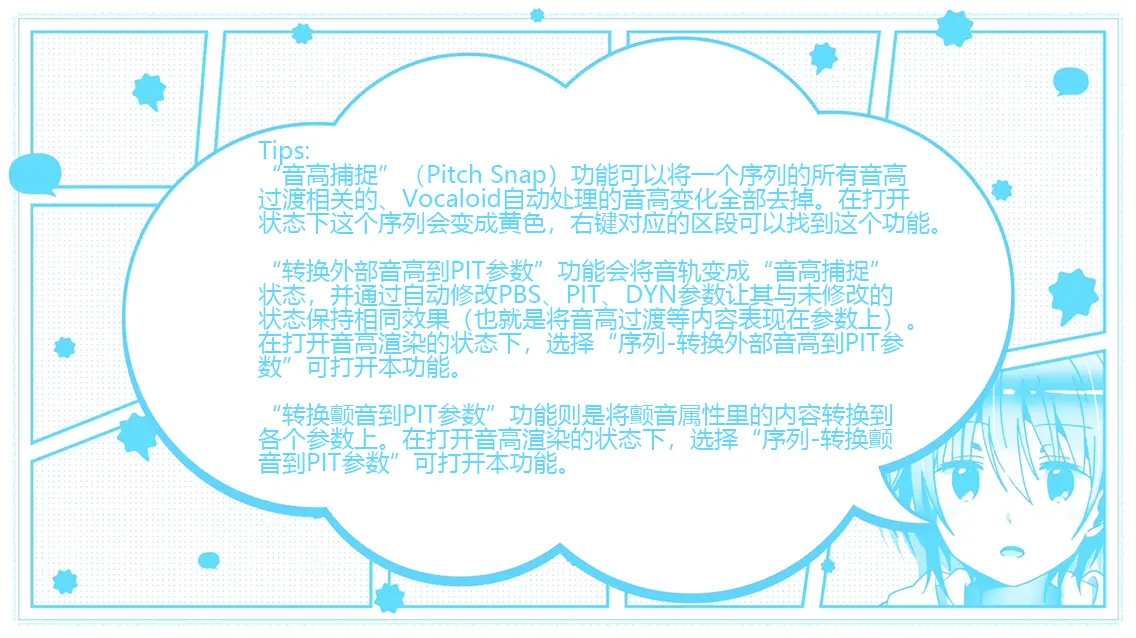 Tips:
“音高捕捉”（Pitch Snap）功能可以将一个序列的所有音高
过渡相关的、Vocaloid自动处理的音高变化全部去掉。在打开
状态下这个序列会变成黄色，右键对应的区段可以找到这个功能。
“转换外部音高到PIT参数”功能会将音轨变成“音高捕捉”
状态，并通过自动修改PBS、PIT、DYN参数让其与未修改的
状态保持相同效果（也就是将音高过渡等内容表现在参数上）。
在打开音高渲染的状态下，选择“序列-转换外部音高到PIT参
数”可打开本功能。
“转换颤音到PIT参数”功能则是将颤音属性里的内容转换到
各个参数上。在打开音高渲染的状态下，选择“序列-转换颤
音到PIT参数”可打开本功能。